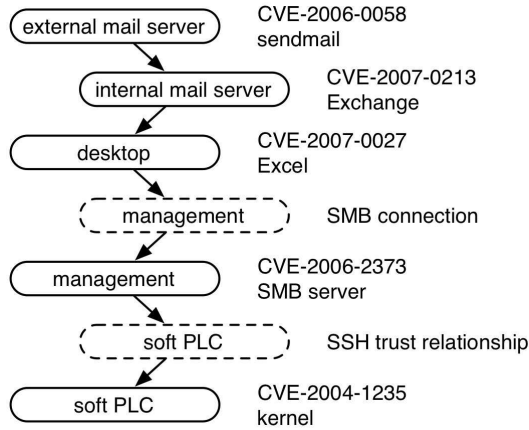 external mail server
CVE-2006-0058
sendmail
internal mail server
CVE-2007-0213
Exchange
desktop
CVE-2007-0027
Excel
management
SMB connection
management
CVE-2006-2373
SMB server
soft PLC
SSH trust relationship
soft PLC
CVE-2004-1235
kernel